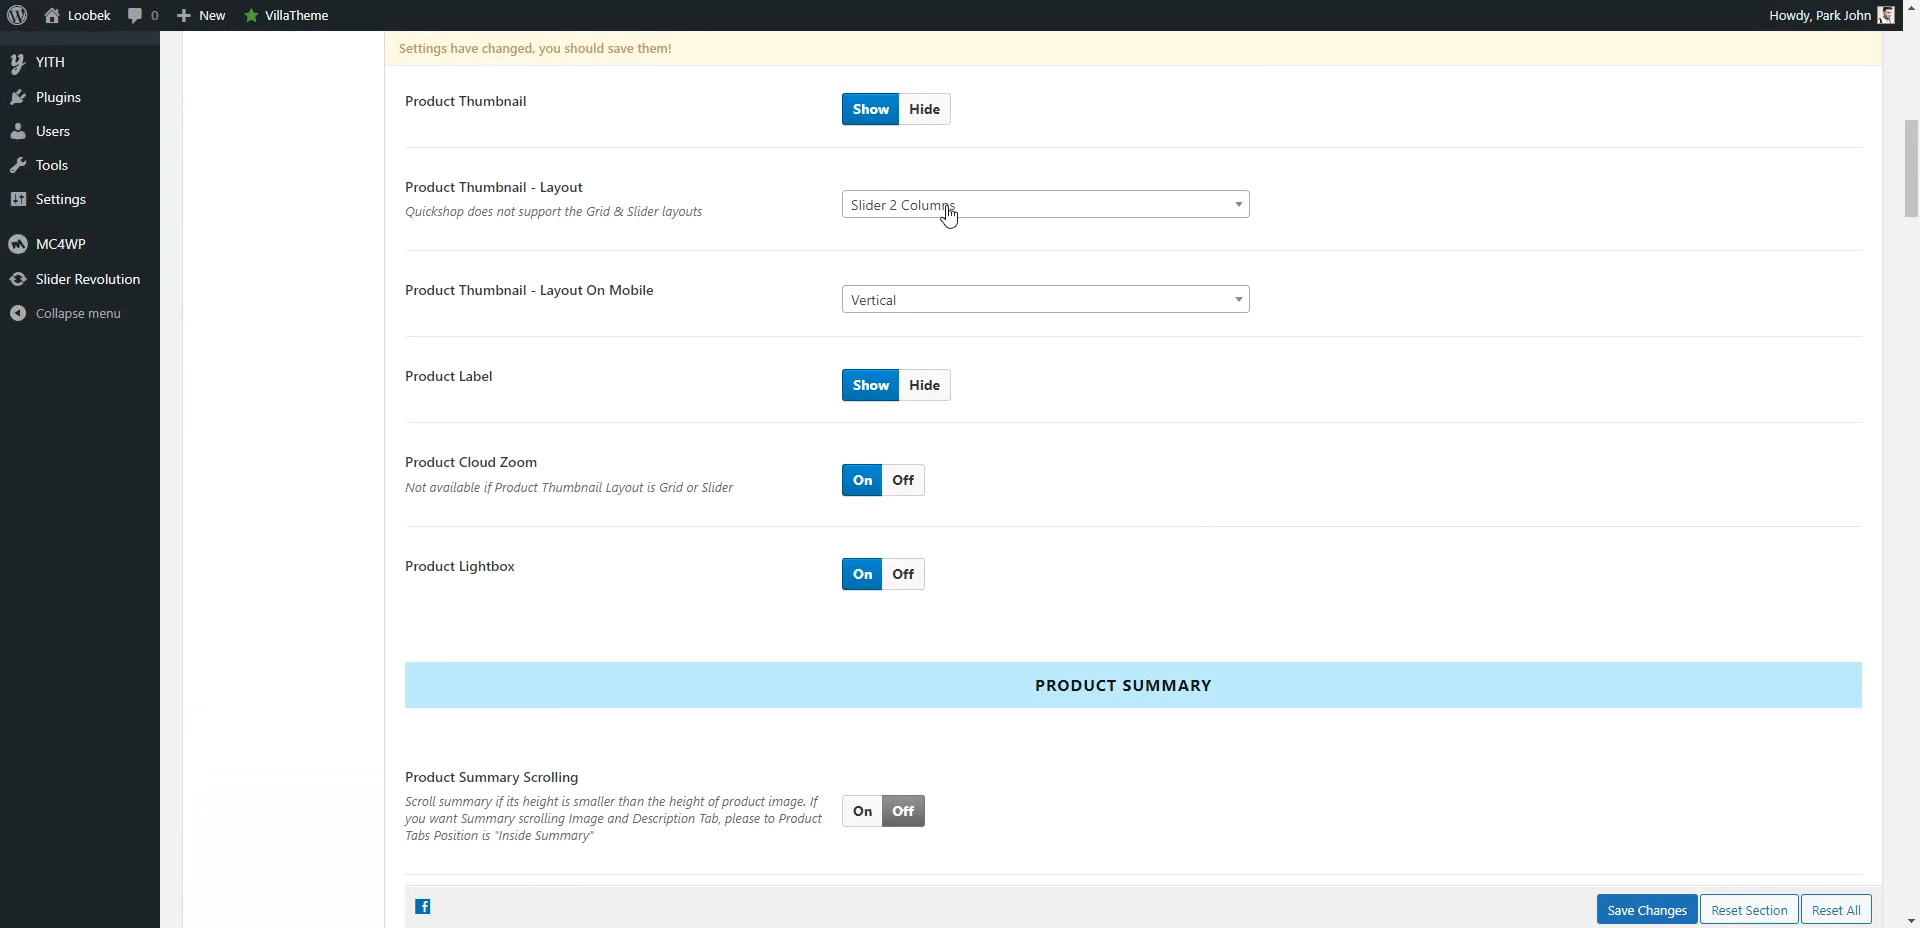 Loobek
0
New
VillaTheme
Howdy, Park John
YITH
Plugins
Users
Tools
Settings
MC4WP
Slider Revolution
Collapse menu
Settings have changed, you should save them!
Product Thumbnail
Show Hide
Product Thumbnail - Layout
Quickshop does not support the Grid & Slider layouts
Slider 2 Columns
Product Thumbnail - Layout On Mobile
Vertical
Product Label
Show Hide
Product Cloud Zoom
Not available if Product Thumbnail Layout is Grid or Slider
On Off
Product Lightbox
On Off
PRODUCT SUMMARY
Product Summary Scrolling
Scroll summary if its height is smaller than the height of product image. If
you want Summary scrolling Image and Description Tab, please to Product
Tabs Position is "Inside Summary"
On Off
Save Changes Reset Section Reset All